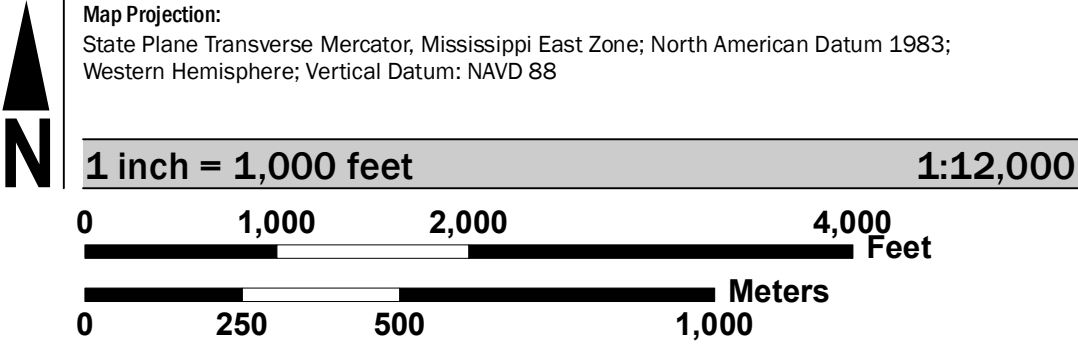 Map Projection:
State Plane Transverse Mercator, Mississippi East Zone; North American Datum 1983;
Western Hemisphere; Vertical Datum: NAVD 88
N
1 inch = 1,000 feet 1:12,000
0 1,000 2,000 4,000
Feet
Meters
0 250 500 1,000